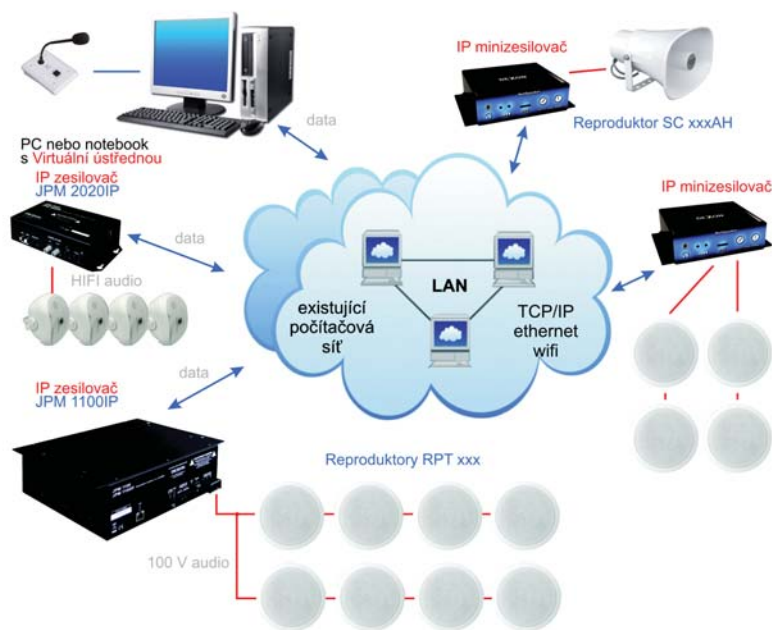 IP minizesilovač
data
Reproduktor SC xxxAH
PC nebo notebook
s Virtuální ústřednou
IP zesilovač
JPM 2020IP
IP minizesilovač
data
HIFI audio
LAN
existující
počítačová
síť
TCP/IP
ethernet
wifi
data
IP zesilovač
JPM 1100IP
Reproduktory RPT xxx
100 V audio